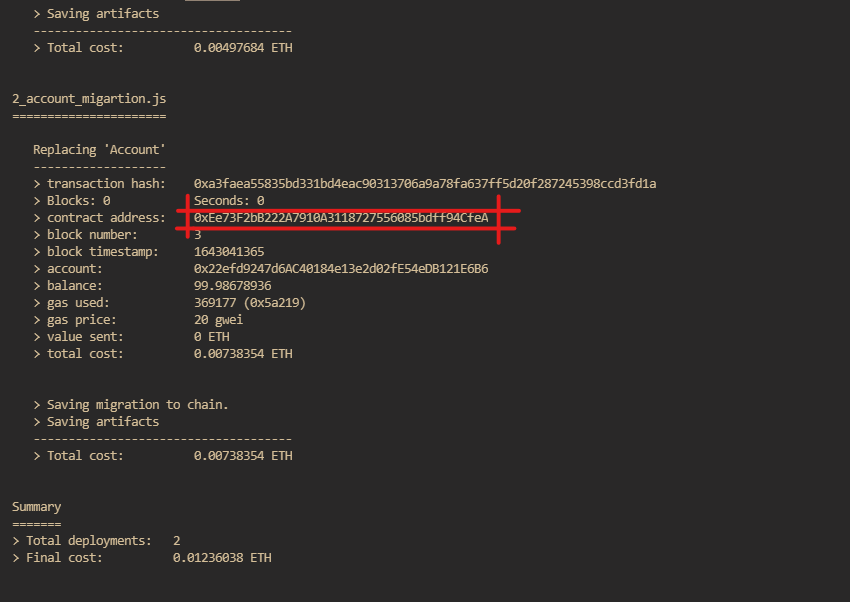 > Saving artifacts
-------------------------------------
> Total cost: 0.00497684 ETH
2_account_migartion.js
======================
Replacing 'Account'
-------------------
> transaction hash: 0xa3faea55835bd331bd4eac90313706a9a78fa637ff5d20f287245398ccd3fd1a
> Blocks: 0 Seconds: 0
> contract address: 0xEe73F2bB222A7910A3118727556085bdff94CfeA
> block number: 3
> block timestamp: 1643041365
> account: 0x22efd9247d6AC40184e13e2d02fE54eDB121E6B6
> balance: 99.98678936
> gas used: 369177 (0x5a219)
> gas price: 20 gwei
> value sent: 0 ETH
> total cost: 0.00738354 ETH
> Saving migration to chain.
> Saving artifacts
-------------------------------------
> Total cost: 0.00738354 ETH
Summary
=======
> Total deployments: 2
> Final cost: 0.01236038 ETH